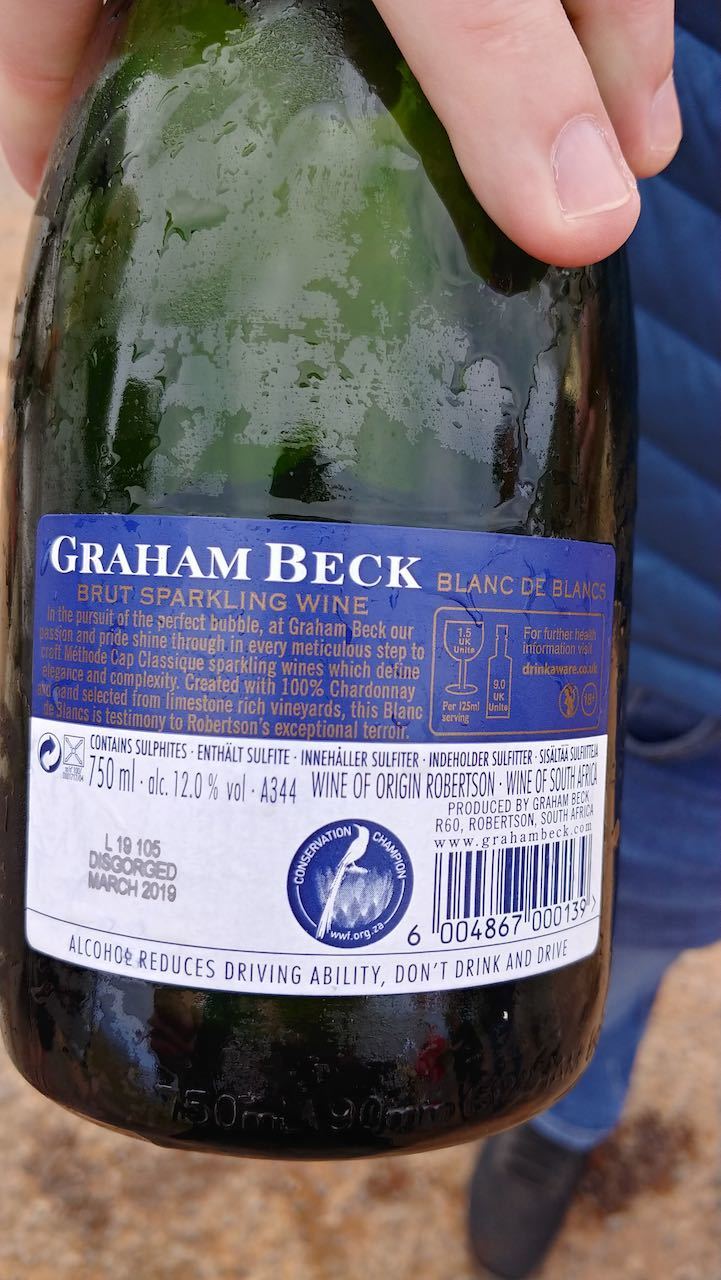 GRAHAM BECK BLANC DE BLANCS
BRUT SPARKLING WINE
In the pursuit of the perfect bubble, at Graham Beck our
passion and pride shine through in every meticulous step to
craft Méthode Cap Classique sparkling wines which define
elegance and complexity. Created with 100% Chardonnay
and hand selected from limestone rich vineyards, this Blanc
de Blancs is testimony to Robertson's exceptional terroir.
1.5
UK
Units
Per 125ml
serving
9.0
UK
Units
For further health
information visit
drinkaware.co.uk
18+
CONTAINS SULPHITES · ENTHÄLT SULFITE · INNEHÅLLER SULFITER · INDEHOLDER SULFITTER · SISÄLTÄÄ SULFIITTEJA
750 ml · alc. 12.0 % vol · A344 WINE OF ORIGIN ROBERTSON · WINE OF SOUTH AFRICA
PRODUCED BY GRAHAM BECK
R60, ROBERTSON, SOUTH AFRICA
www.grahambeck.com
L 19 105
DISGORGED
MARCH 2019
CONSERVATION CHAMPION
wwf.org.za
6 004867 000139 >
ALCOHOL REDUCES DRIVING ABILITY, DON'T DRINK AND DRIVE
750ml 90mm